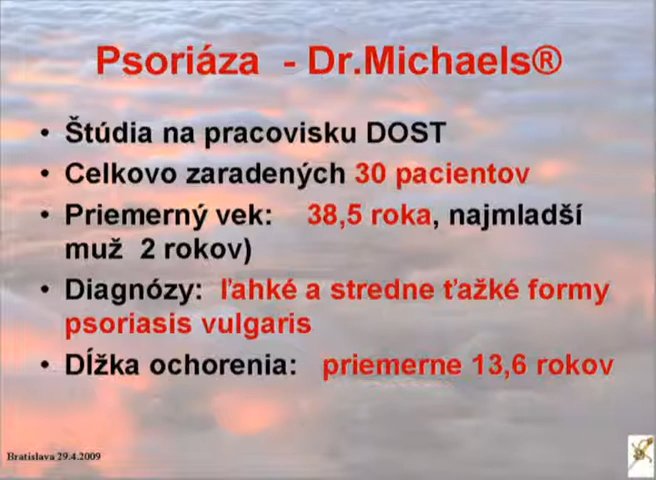 Psoriáza - Dr.Michaels®
• Štúdia na pracovisku DOST
• Celkovo zaradených 30 pacientov
• Priemerný vek: 38,5 roka, najmladší
muž 2 rokov)
• Diagnózy: ľahké a stredne ťažké formy
psoriasis vulgaris
• Dĺžka ochorenia: priemerne 13,6 rokov
Bratislava 29.4.2009